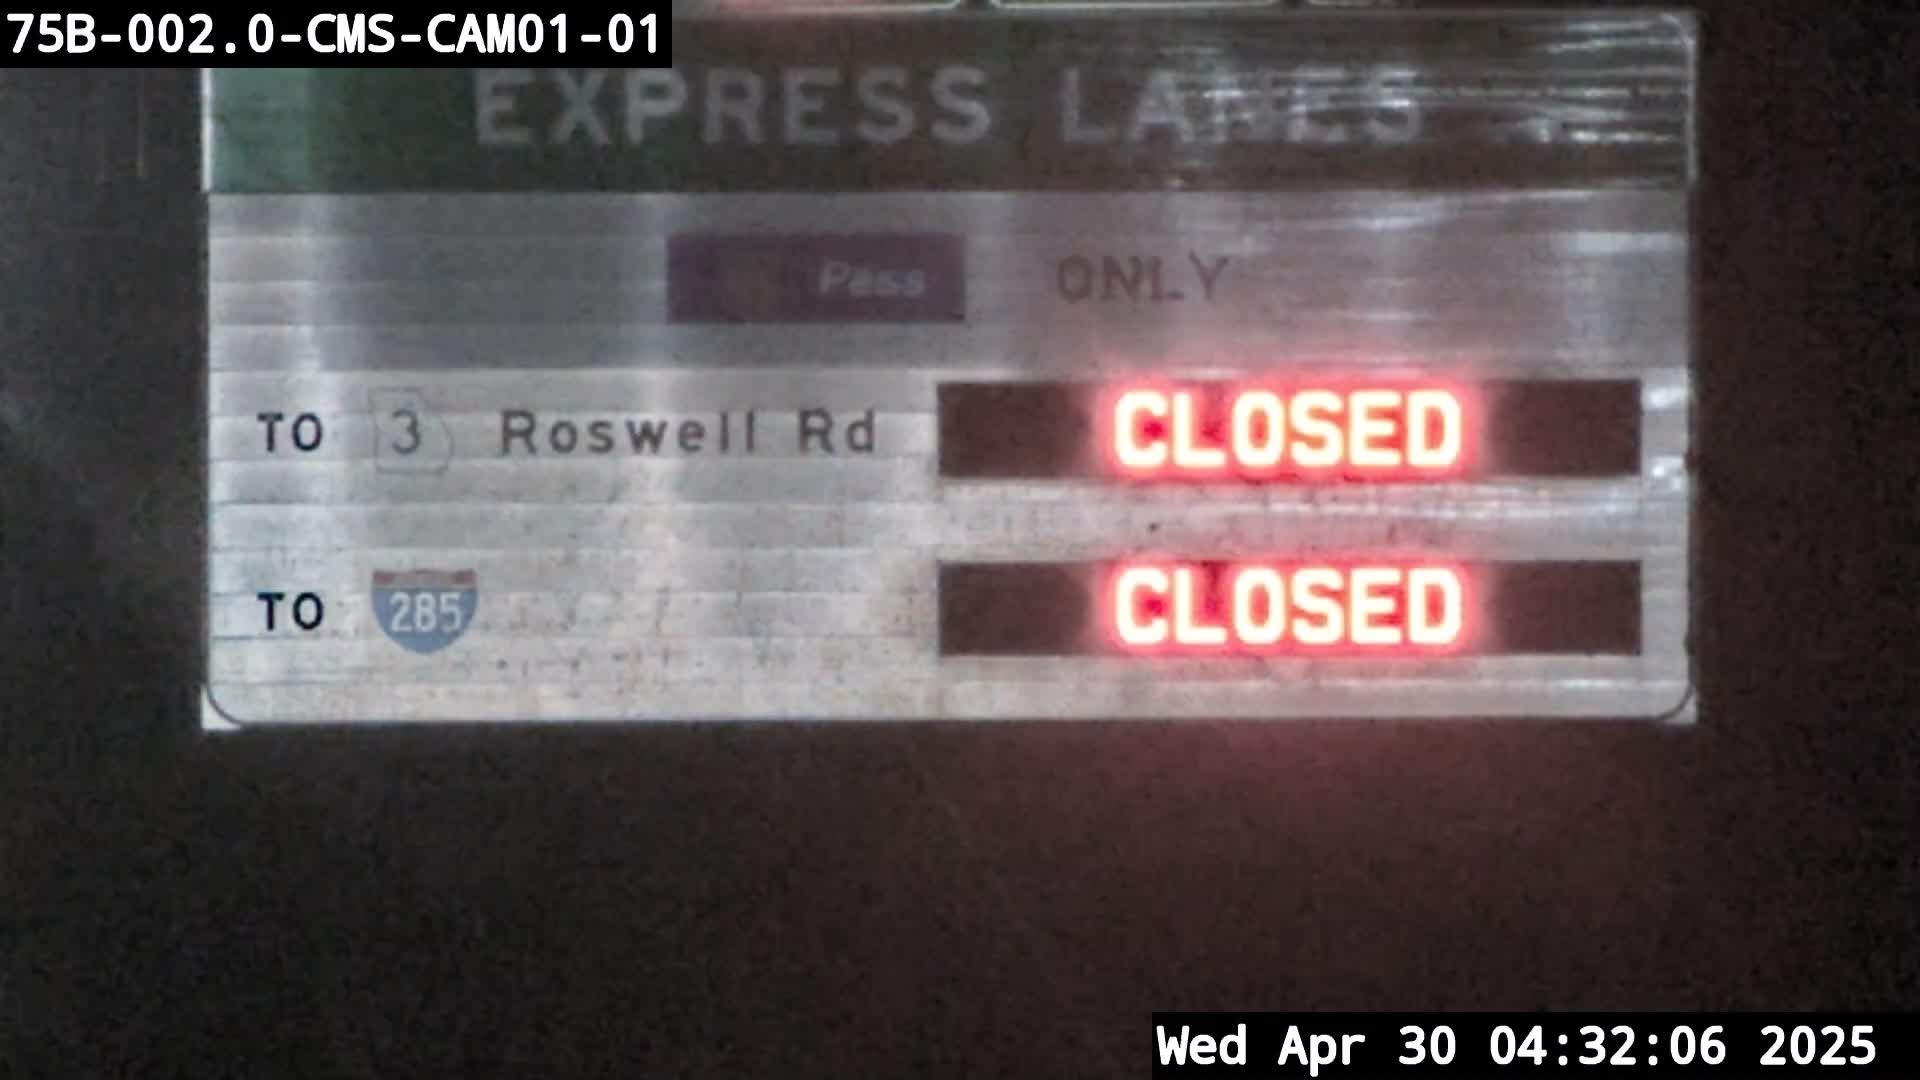 75B-002.0-CMS-CAM01-01
EXPRESS LANES
Pass ONLY
TO 3 Roswell Rd CLOSED
TO 285 CLOSED
Wed Apr 30 04:32:06 2025